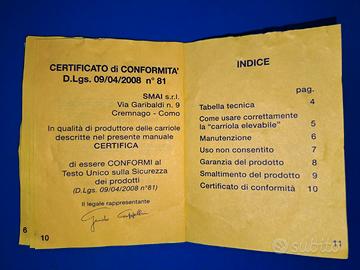 CERTIFICATO di CONFORMITA'
D.Lgs. 09/04/2008 n° 81
SMAI s.r.l.
Via Garibaldi n. 9
Cremnago - Como
In qualità di produttore delle carriole
descritte nel presente manuale
CERTIFICA
di essere CONFORMI al
Testo Unico sulla Sicurezza
dei prodotti
(D.Lgs. 09/04/2008 n°81)
Il legale rappresentante
6
10
INDICE
pag.
Tabella tecnica 4
Come usare correttamente
la "carriola elevabile" 5
Manutenzione 6
Uso non consentito 7
Garanzia del prodotto 8
Smaltimento del prodotto 9
Certificato di conformità 10
11
subito